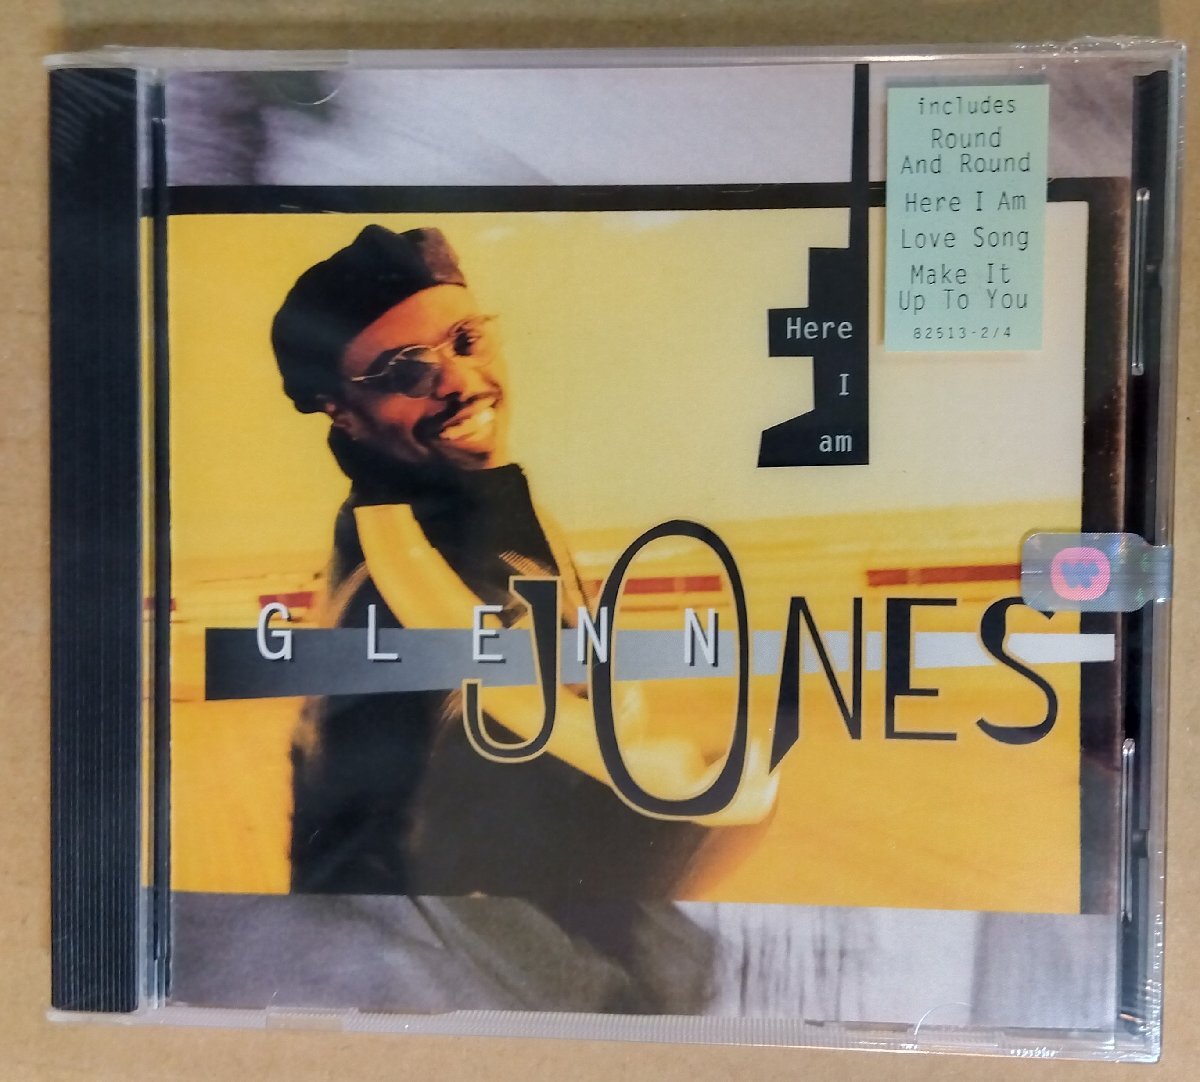 includes
Round
And Round
Here I Am
Love Song
Make It
Up To You
82513-2/4
Here
I
am
GLENN
JONES